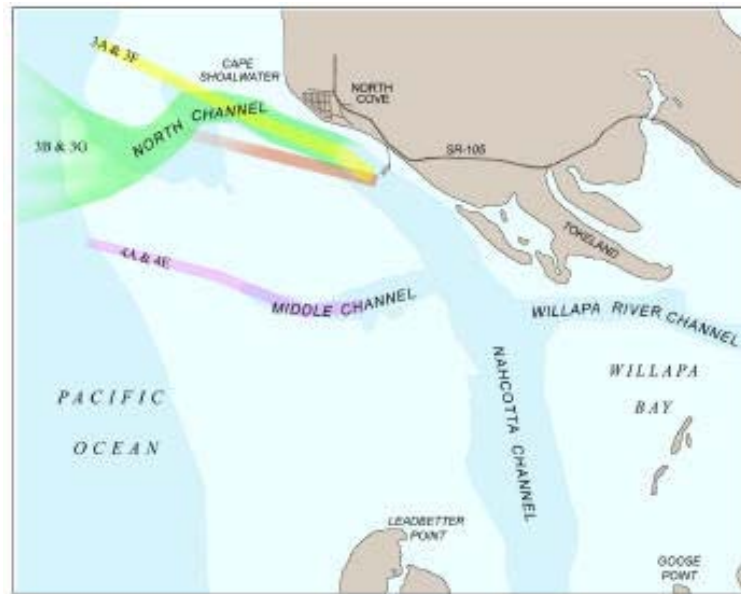 3A & 3F
CAPE
SHOALWATER
NORTH
COVE
NORTH CHANNEL
3B & 3G
SR-105
TOKELAND
4A & 4E
MIDDLE CHANNEL
WILLAPA RIVER CHANNEL
NAHCOTTA CHANNEL
WILLAPA
BAY
PACIFIC
OCEAN
LEADBETTER
POINT
GOOSE
POINT